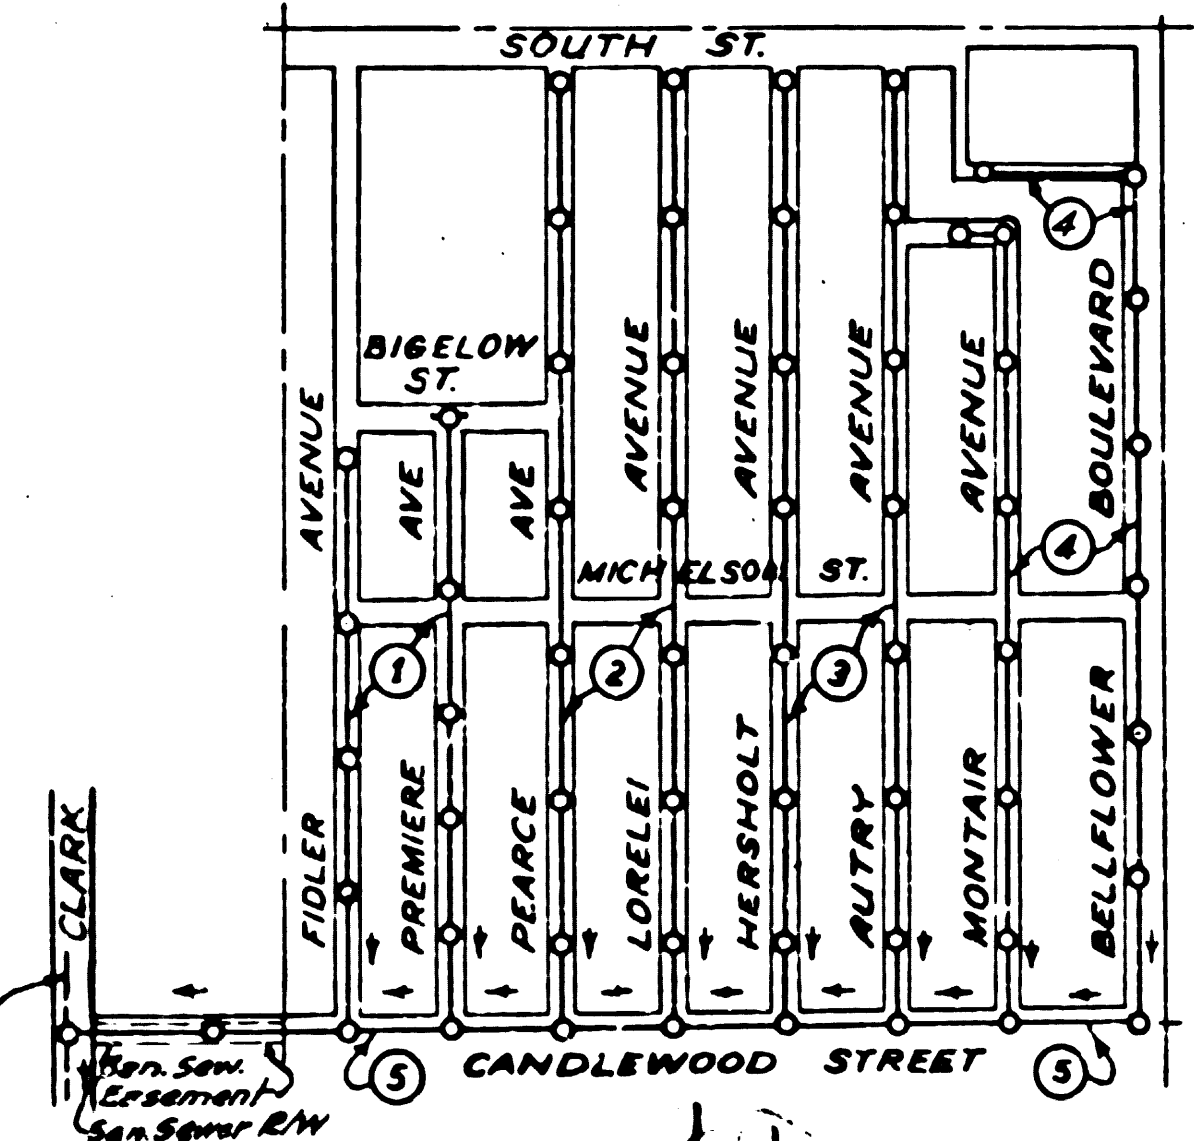 SOUTH ST.
4
BIGELOW
ST.
AVENUE
AVE
AVE
AVENUE
AVENUE
AVENUE
AVENUE
BOULEVARD
4
MICHELSON ST.
1
2
3
CLARK
FIDLER
PREMIERE
PEARCE
LORELEI
HERSHOLT
AUTRY
MONTAIR
BELLFLOWER
San. Sew.
Easement
San. Sewer R/W
5
CANDLEWOOD STREET
5